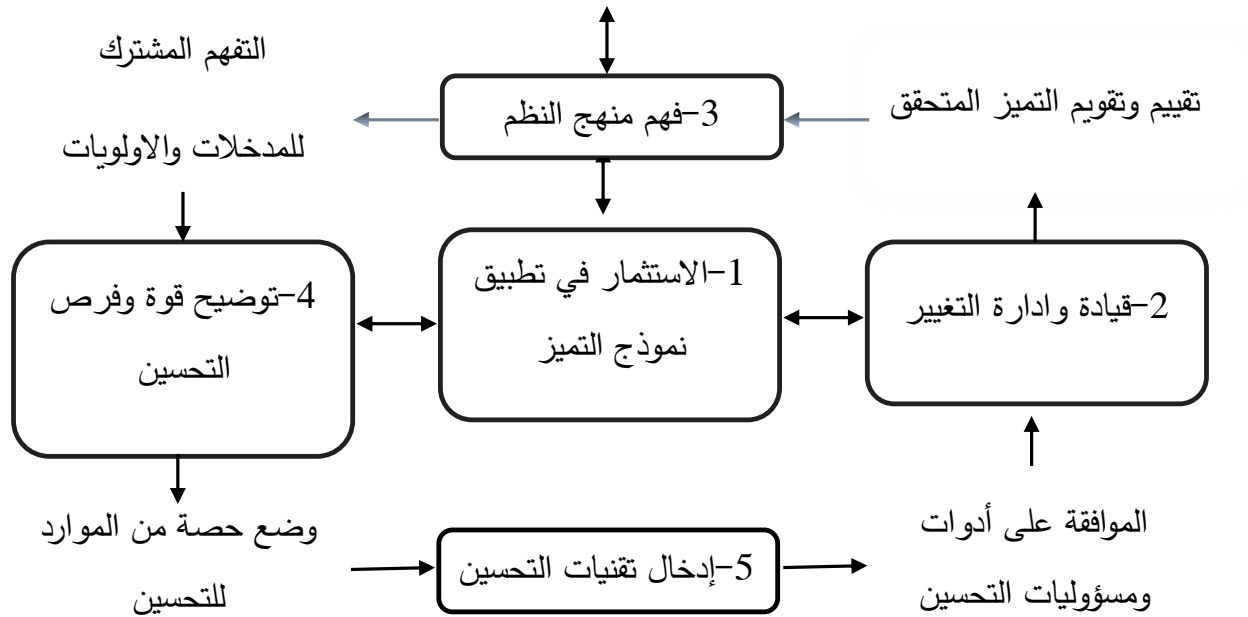 التفهم المشترك
للمدخلات والاولويات
3-فهم منهج النظم
تقييم وتقويم التميز المتحقق
4-توضيح قوة وفرص
التحسين
1-الاستثمار في تطبيق
نموذج التميز
2-قيادة وادارة التغيير
وضع حصة من الموارد
للتحسين
5-إدخال تقنيات التحسين
الموافقة على أدوات
ومسؤوليات التحسين